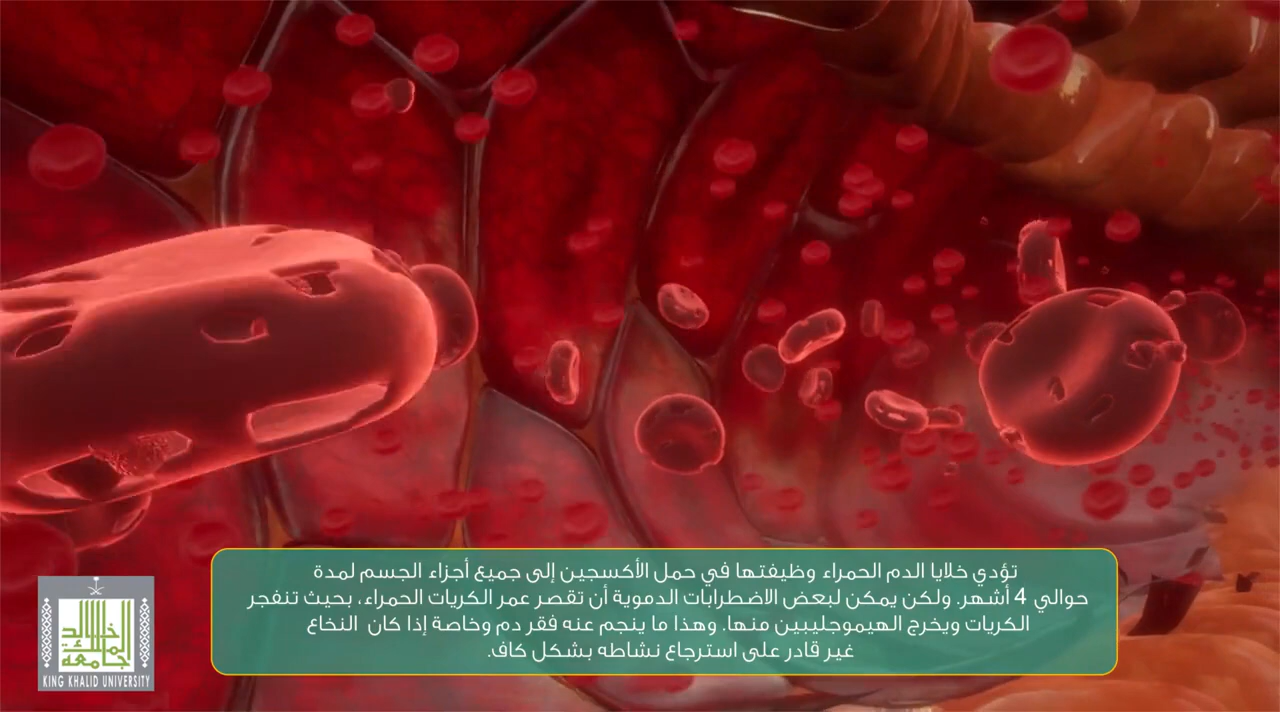 تؤدي خلايا الدم الحمراء وظيفتها في حمل الأكسجين إلى جميع أجزاء الجسم لمدة
حوالي 4 أشهر. ولكن يمكن لبعض الاضطرابات الدموية أن تقصر عمر الكريات الحمراء، بحيث تنفجر
الكريات ويخرج الهيموجليبين منها. وهذا ما ينجم عنه فقر دم وخاصة إذا كان النخاع
غير قادر على استرجاع نشاطه بشكل كاف.
جامعة
الملك
خالد
KING KHALID UNIVERSITY